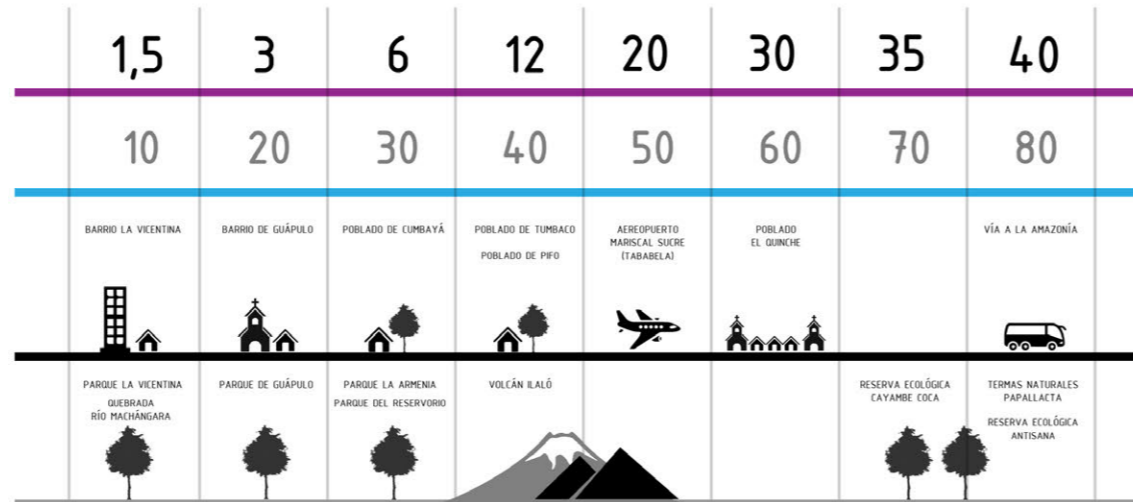 1,5 3 6 12 20 30 35 40
10 20 30 40 50 60 70 80
BARRIO LA VICENTINA
BARRIO DE GUÁPULO
POBLADO DE CUMBAYÁ
POBLADO DE TUMBACO
POBLADO DE PIFO
AEREOPUERTO
MARISCAL SUCRE
(TABABELA)
POBLADO
EL QUINCHE
VÍA A LA AMAZONÍA
PARQUE LA VICENTINA
QUEBRADA
RÍO MACHÁNGARA
PARQUE DE GUÁPULO
PARQUE LA ARMENIA
PARQUE DEL RESERVORIO
VOLCÁN ILALÓ
RESERVA ECOLÓGICA
CAYAMBE COCA
TERMAS NATURALES
PAPALLACTA
RESERVA ECOLÓGICA
ANTISANA